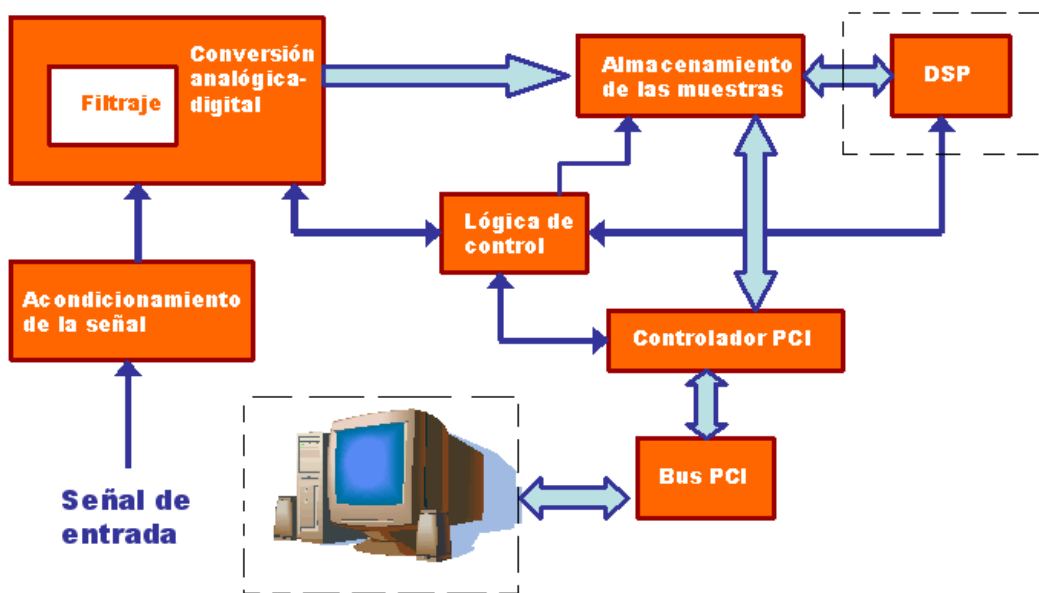 Conversión
analógica-
digital
Filtraje
Almacenamiento
de las muestras
DSP
Lógica de
control
Acondicionamiento
de la señal
Controlador PCI
Bus PCI
Señal de
entrada